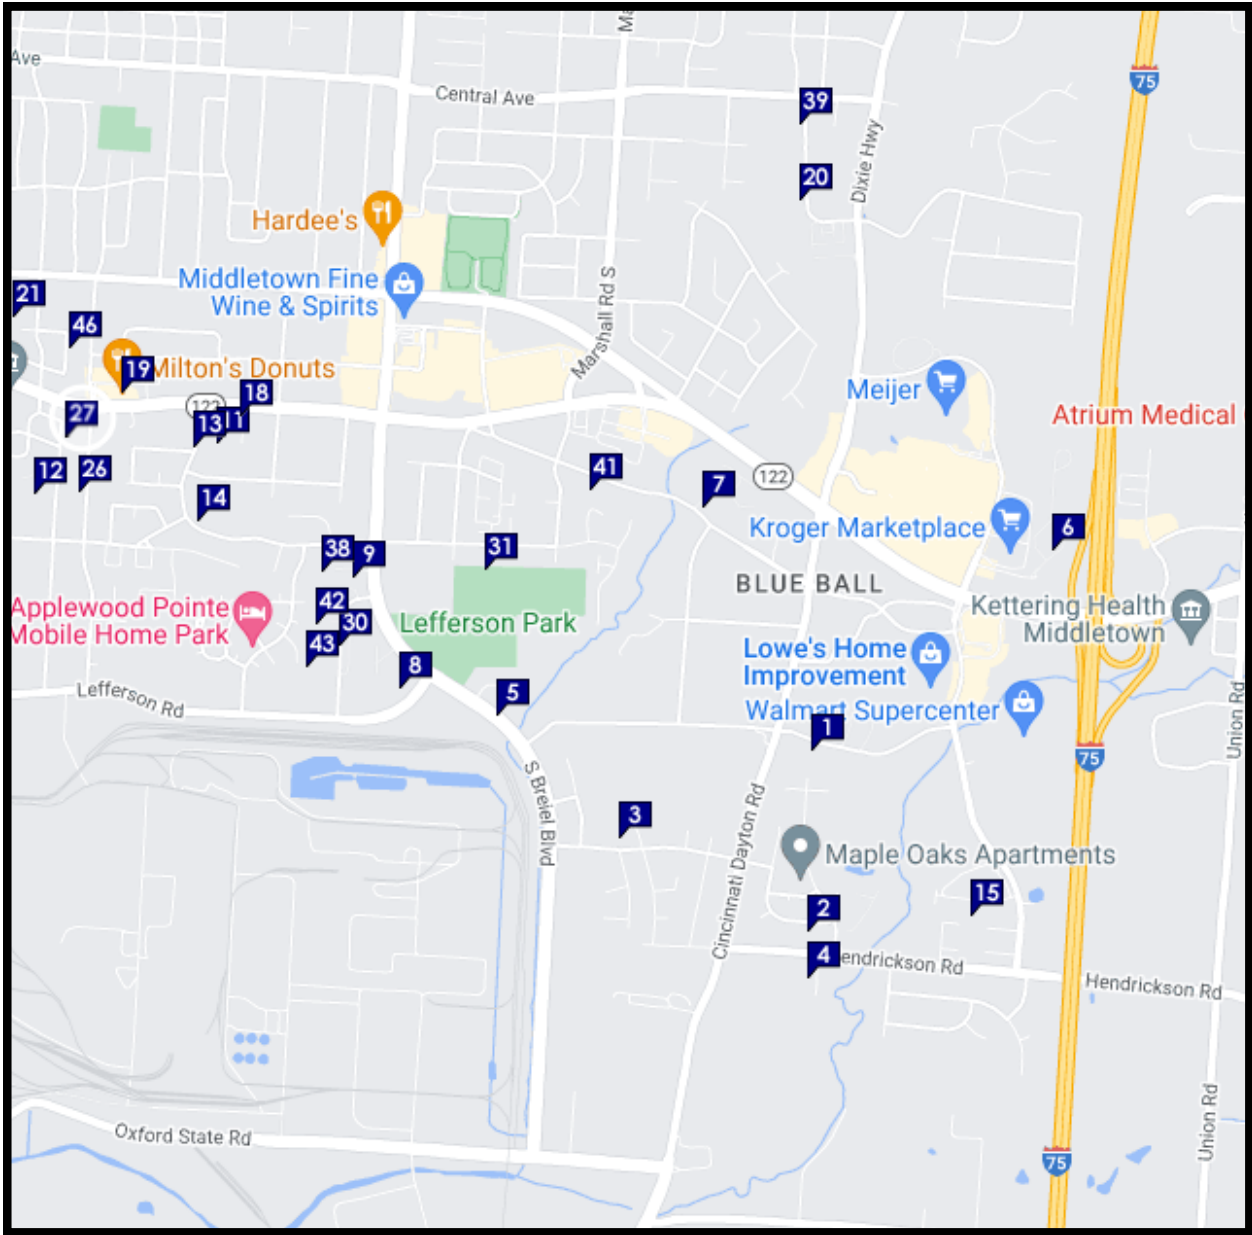 Ma
Ave
75
Central Ave
39
Dixie Hwy
20
Hardee's
Middletown Fine
Wine & Spirits
21
46
Marshall Rd S
19
Milton's Donuts
18
Meijer
122
27
13
11
Atrium Medical
12
26
41
7
122
14
Kroger Marketplace
6
38
9
31
BLUE BALL
Applewood Pointe
Mobile Home Park
42
30
43
Lefferson Park
Kettering Health
Middletown
8
Lowe's Home
Improvement
Lefferson Rd
5
Walmart Supercenter
1
Union Rd
75
S Breiel Blvd
3
Cincinnati Dayton Rd
Maple Oaks Apartments
15
2
4
endrickson Rd
Hendrickson Rd
Oxford State Rd
Union Rd
75